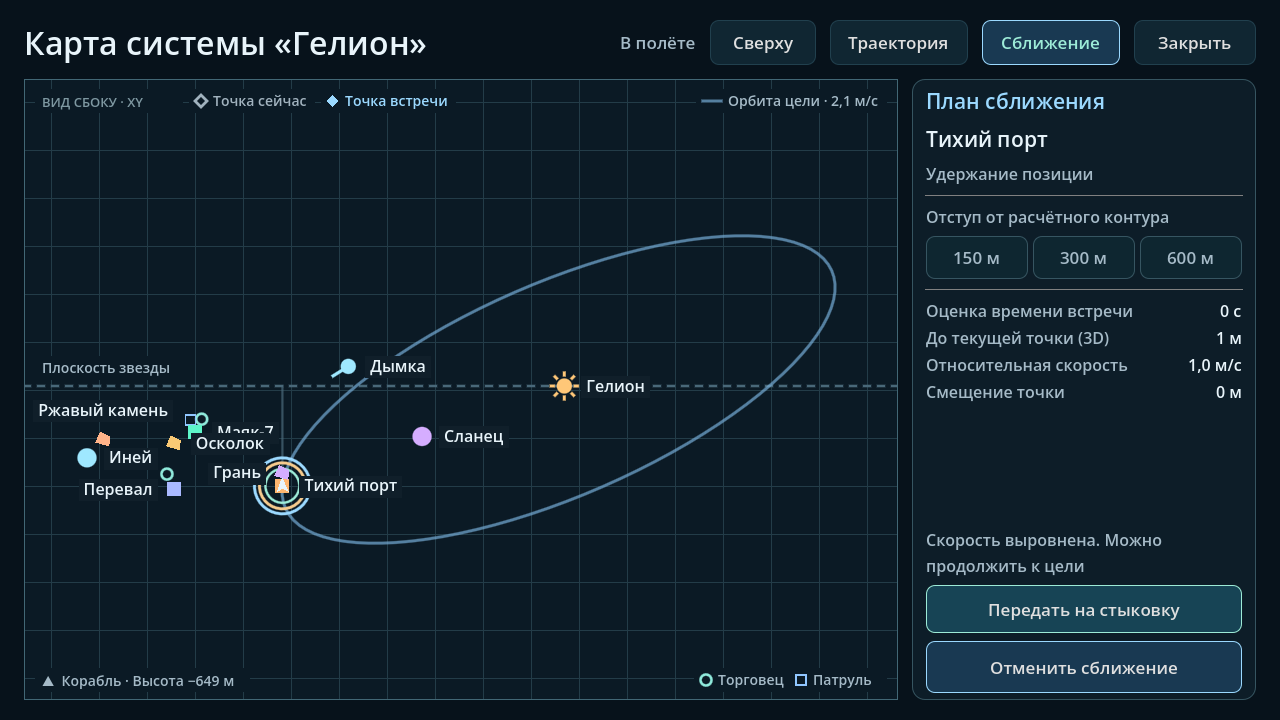 Карта системы «Гелион»
В полёте
Сверху
Траектория
Сближение
Закрыть
ВИД СБОКУ · XY
Точка сейчас
Точка встречи
Орбита цели · 2,1 м/с
Плоскость звезды
Дымка
Гелион
Ржавый камень
Маяк-7
Осколок
Сланец
Иней
Грань
Перевал
Тихий порт
Корабль · Высота −649 м
Торговец
Патруль
План сближения
Тихий порт
Удержание позиции
Отступ от расчётного контура
150 м
300 м
600 м
Оценка времени встречи 0 с
До текущей точки (3D) 1 м
Относительная скорость 1,0 м/с
Смещение точки 0 м
Скорость выровнена. Можно
продолжить к цели
Передать на стыковку
Отменить сближение